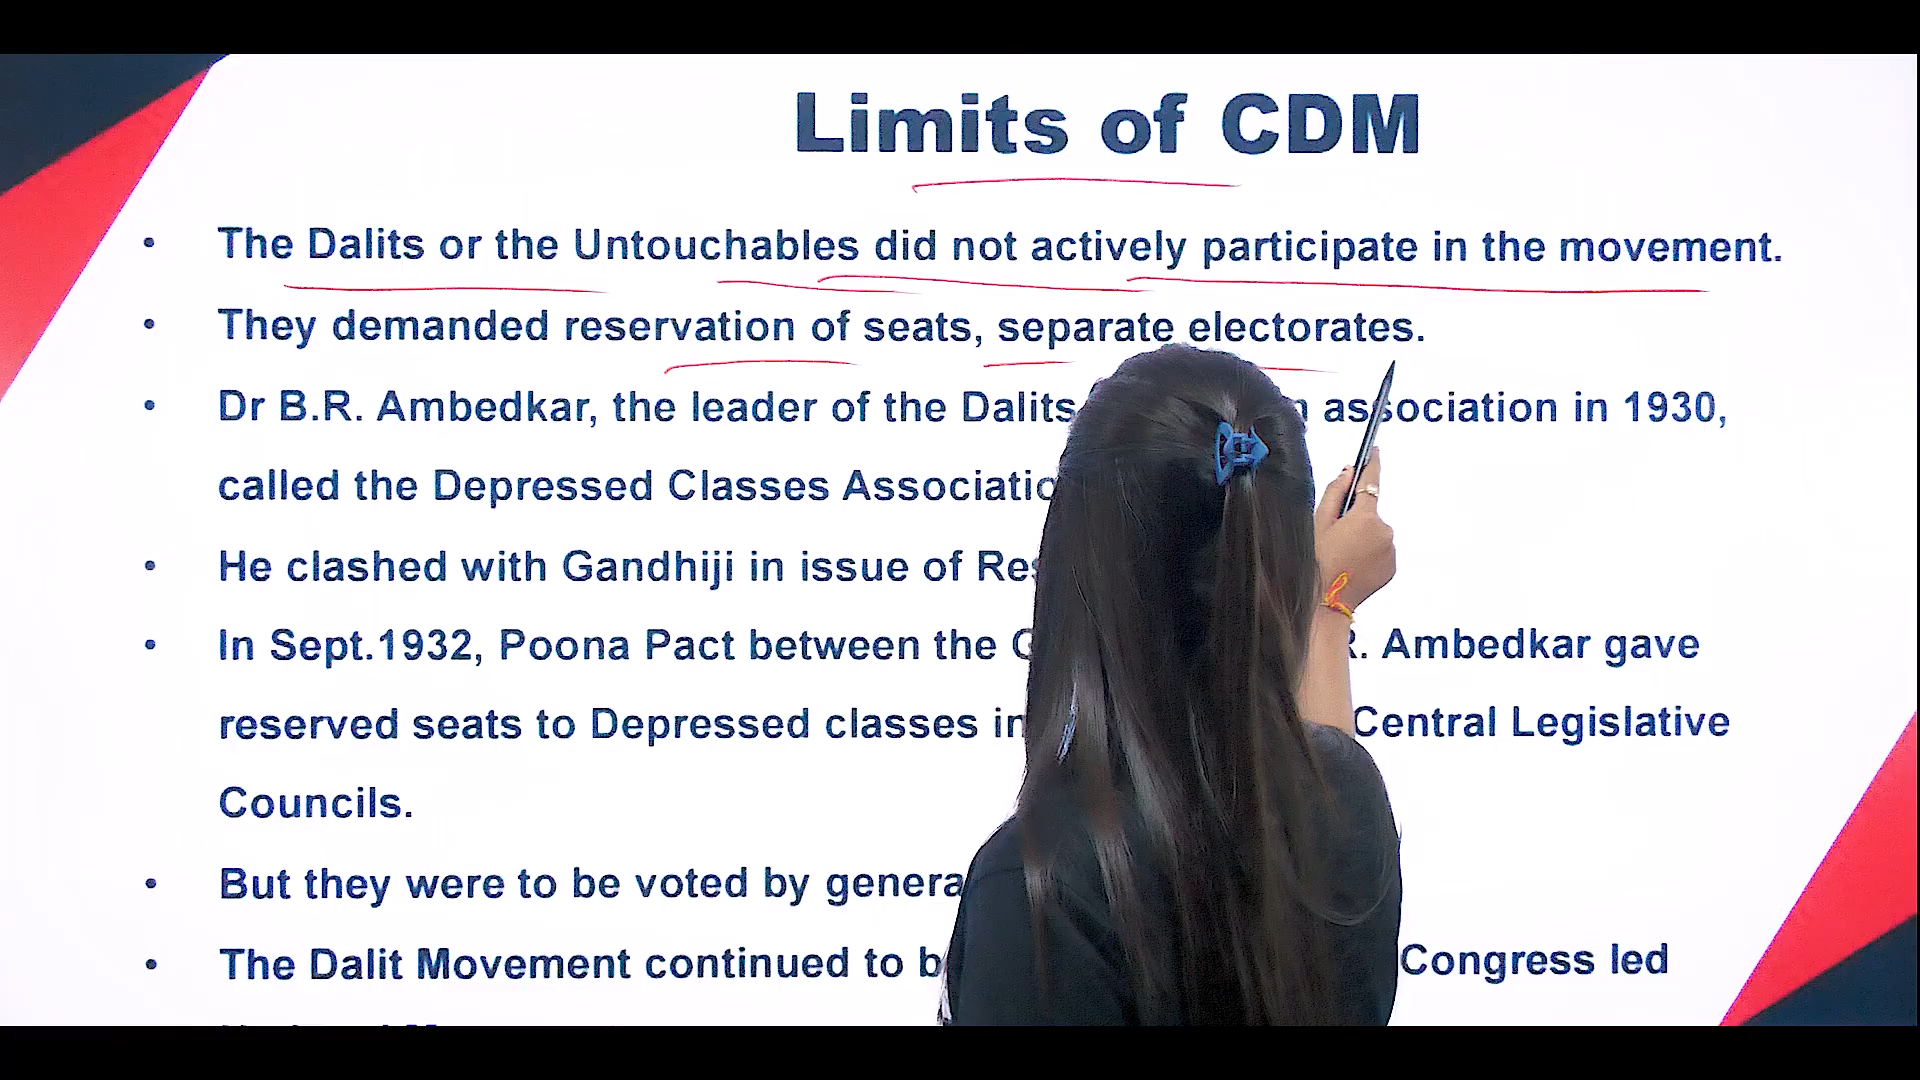 Limits of CDM
• The Dalits or the Untouchables did not actively participate in the movement.
• They demanded reservation of seats, separate electorates.
• Dr B.R. Ambedkar, the leader of the Dalits association in 1930,
called the Depressed Classes
• He clashed with Gandhiji in issue of
• In Sept.1932, Poona Pact between the Ambedkar gave
reserved seats to Depressed classes in Central Legislative
Councils.
• But they were to be voted by
• The Dalit Movement continued to Congress led